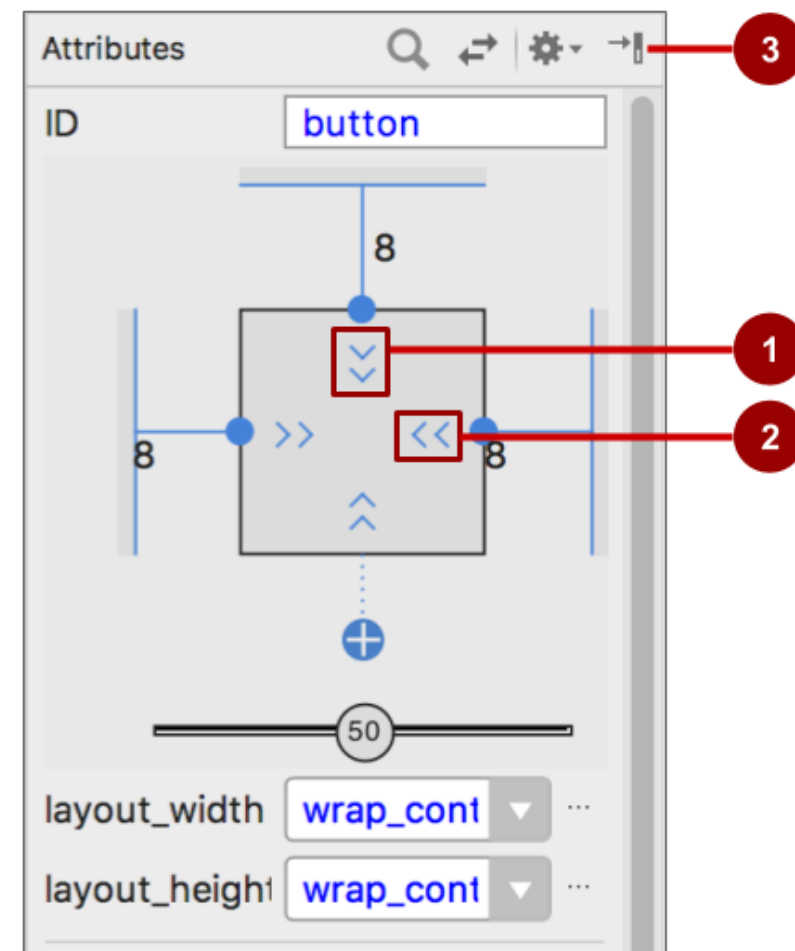 Attributes
3
ID button
8
1
2
8 8
50
layout_width wrap_cont
layout_height wrap_cont